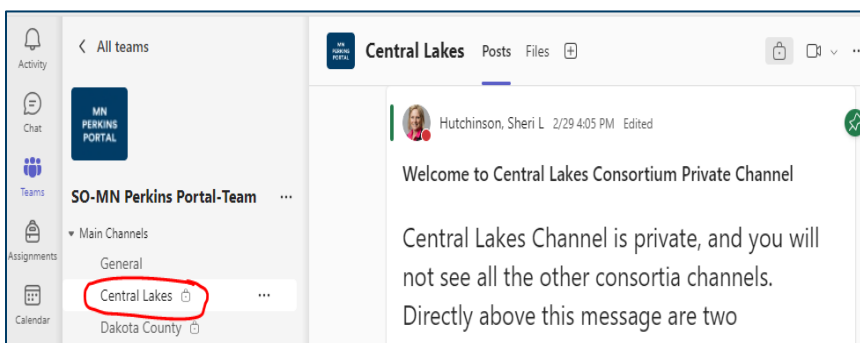 Activity
Chat
Teams
Assignments
Calendar
All teams
MN
PERKINS
PORTAL
SO-MN Perkins Portal-Team
Main Channels
General
Central Lakes
Dakota County
MN
PERKINS
PORTAL
Central Lakes Posts Files
Hutchinson, Sheri L 2/29 4:05 PM Edited
Welcome to Central Lakes Consortium Private Channel
Central Lakes Channel is private, and you will
not see all the other consortia channels.
Directly above this message are two